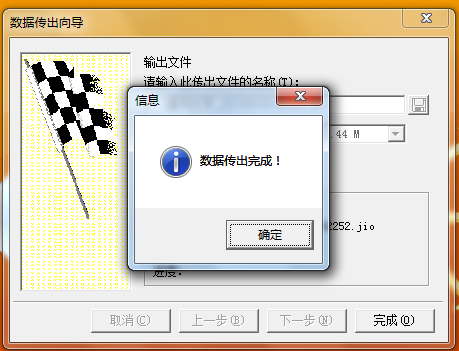 数据传出向导
输出文件
请输入此传出文件的名称(T):
信息
.44 M
数据传出完成！
2252.jio
确定
进度:
取消(C)
上一步(B)
下一步(N)
完成(Q)